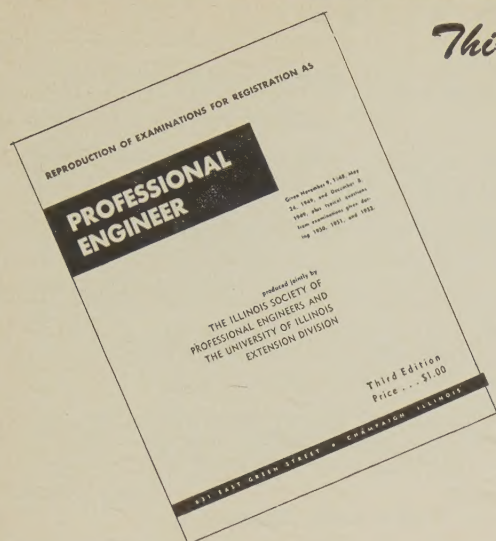 Thi
REPRODUCTION OF EXAMINATIONS FOR REGISTRATION AS
PROFESSIONAL
ENGINEER
Given November 9, 1948, May
24, 1949, and December 8,
1949, plus typical questions
from examinations given dur-
ing 1950, 1951, and 1952.
produced jointly by
THE ILLINOIS SOCIETY OF
PROFESSIONAL ENGINEERS AND
THE UNIVERSITY OF ILLINOIS
EXTENSION DIVISION
Third Edition
Price . . . $1.00
631 EAST GREEN STREET • CHAMPAIGN ILLINOIS